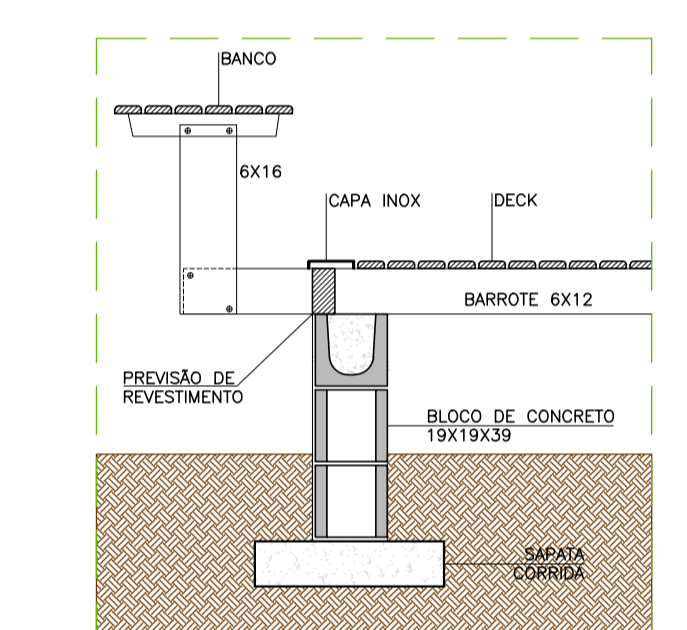 BANCO
6X16
CAPA INOX
DECK
BARROTE 6X12
PREVISÃO DE
REVESTIMENTO
BLOCO DE CONCRETO
19X19X39
SAPATA
CORRIDA